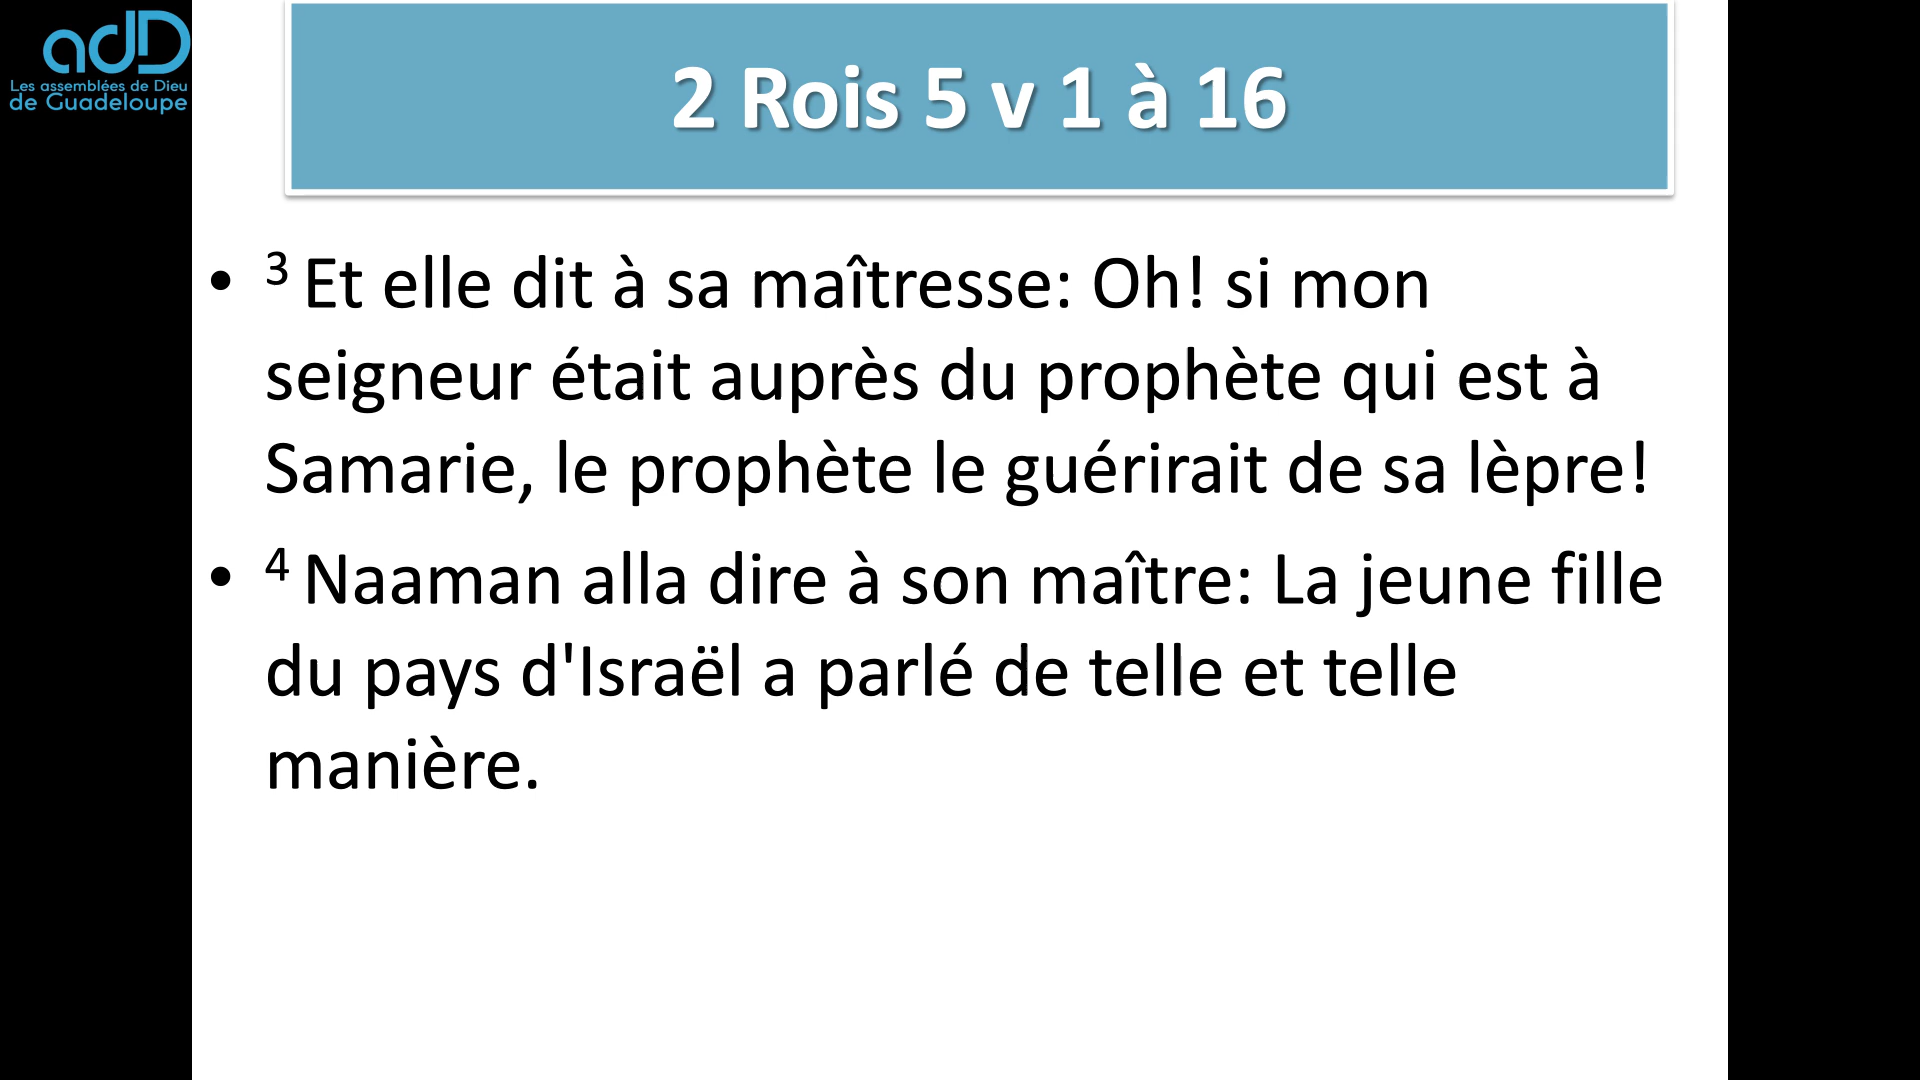 adD
Les assemblées de Dieu
de Guadeloupe
2 Rois 5 v 1 à 16
• 3 Et elle dit à sa maîtresse: Oh! si mon
seigneur était auprès du prophète qui est à
Samarie, le prophète le guérirait de sa lèpre!
• 4 Naaman alla dire à son maître: La jeune fille
du pays d'Israël a parlé de telle et telle
manière.